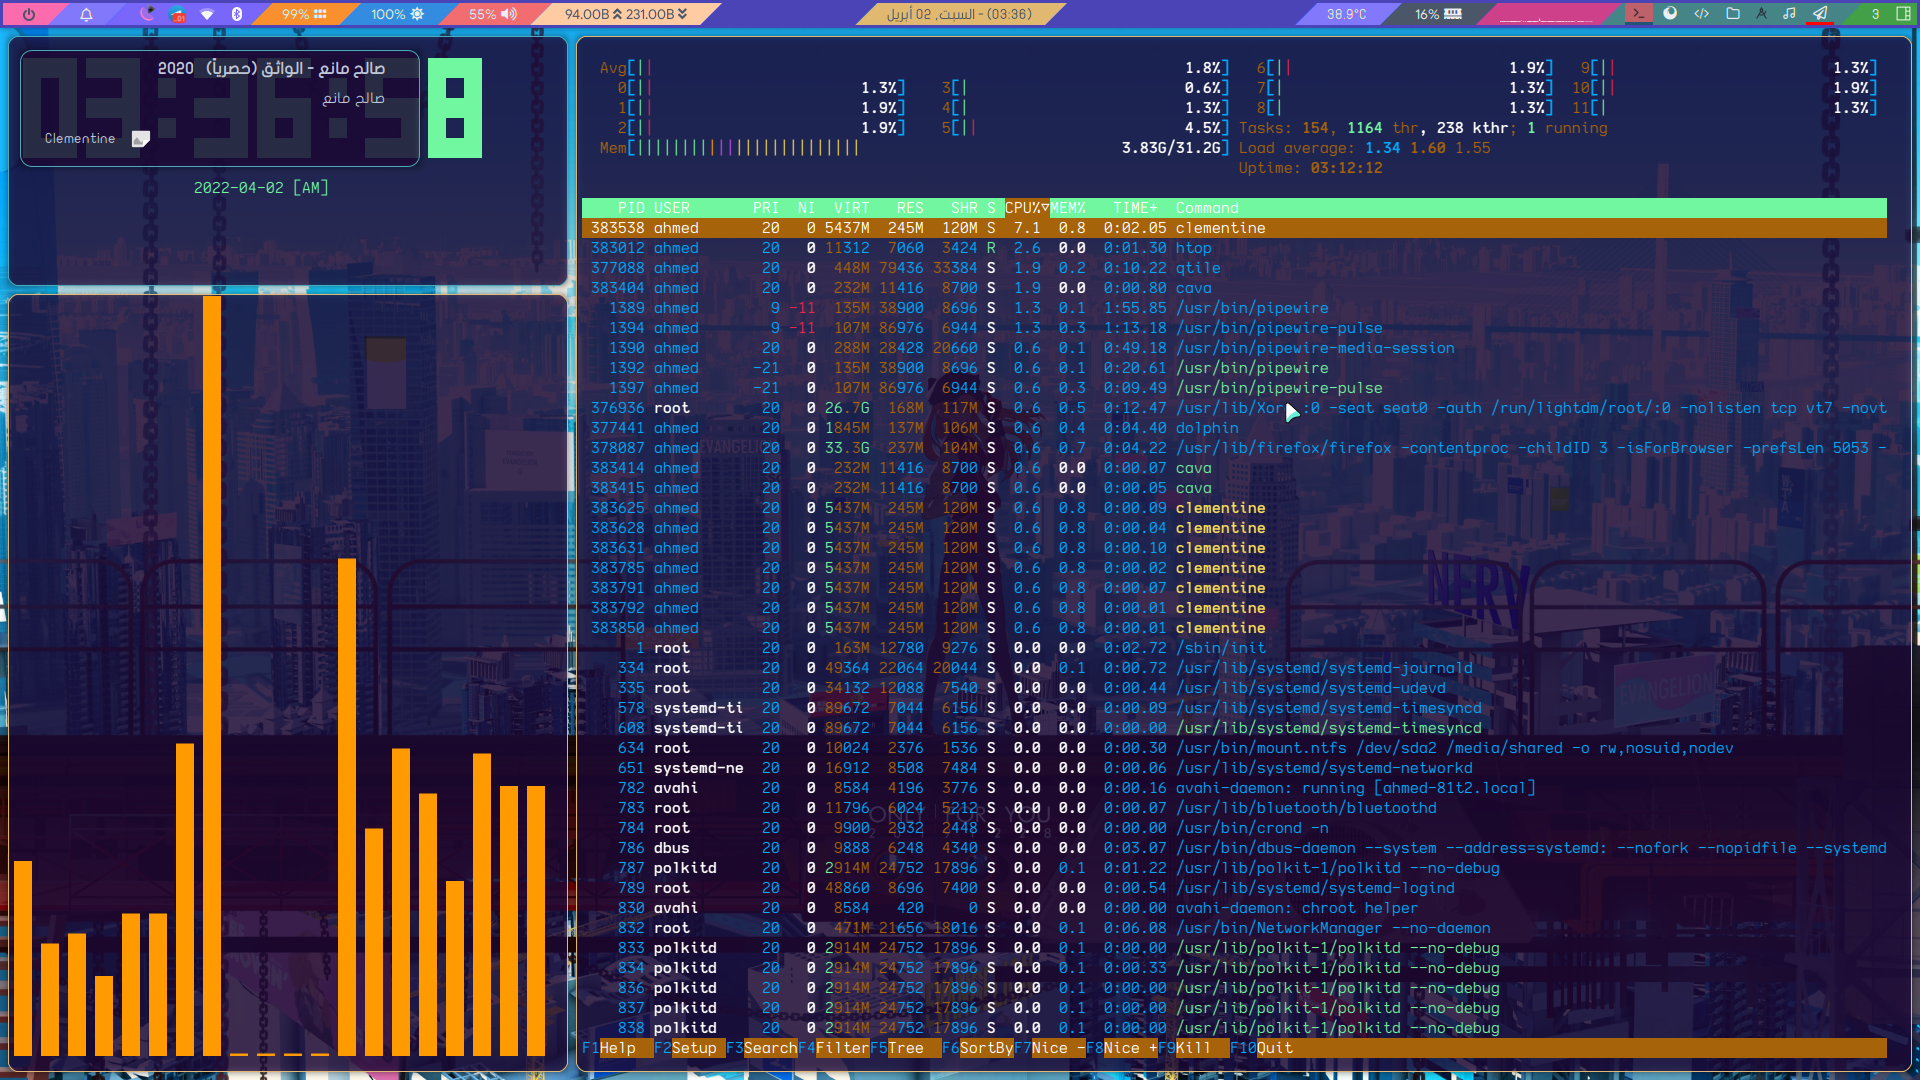 99%
100%
55%
94.00B 231.00B
(03:36) - السبت, 02 أبريل
38.9°C
16%
3
صالح مانع - الواثق (حصرياً) 2020
صالح مانع
Clementine
03:36:58
2022-04-02 [AM]
Avg[|| 1.8%] 6[|| 1.9%] 9[|| 1.3%]
0[|| 1.3%] 3[| 0.6%] 7[| 1.3%] 10[|| 1.9%]
1[|| 1.9%] 4[| 1.3%] 8[| 1.3%] 11[| 1.3%]
2[|| 1.9%] 5[|| 4.5%] Tasks: 154, 1164 thr, 238 kthr; 1 running
Mem[||||||||||||||||||||||||| 3.83G/31.2G] Load average: 1.34 1.60 1.55
Uptime: 03:12:12
PID USER PRI NI VIRT RES SHR S CPU%▽MEM% TIME+ Command
383538 ahmed 20 0 5437M 245M 120M S 7.1 0.8 0:02.05 clementine
383012 ahmed 20 0 11312 7060 3424 R 2.6 0.0 0:01.30 htop
377088 ahmed 20 0 448M 79436 33384 S 1.9 0.2 0:10.22 qtile
383404 ahmed 20 0 232M 11416 8700 S 1.9 0.0 0:00.80 cava
1389 ahmed 9 -11 135M 38900 8696 S 1.3 0.1 1:55.85 /usr/bin/pipewire
1394 ahmed 9 -11 107M 86976 6944 S 1.3 0.3 1:13.18 /usr/bin/pipewire-pulse
1390 ahmed 20 0 288M 28428 20660 S 0.6 0.1 0:49.18 /usr/bin/pipewire-media-session
1392 ahmed -21 0 135M 38900 8696 S 0.6 0.1 0:20.61 /usr/bin/pipewire
1397 ahmed -21 0 107M 86976 6944 S 0.6 0.3 0:09.49 /usr/bin/pipewire-pulse
376936 root 20 0 26.7G 168M 117M S 0.6 0.5 0:12.47 /usr/lib/Xor :0 -seat seat0 -auth /run/lightdm/root/:0 -nolisten tcp vt7 -novt
377441 ahmed 20 0 1845M 137M 106M S 0.6 0.4 0:04.40 dolphin
378087 ahmed 20 0 33.3G 237M 104M S 0.6 0.7 0:04.22 /usr/lib/firefox/firefox -contentproc -childID 3 -isForBrowser -prefsLen 5053 -
383414 ahmed 20 0 232M 11416 8700 S 0.6 0.0 0:00.07 cava
383415 ahmed 20 0 232M 11416 8700 S 0.6 0.0 0:00.05 cava
383625 ahmed 20 0 5437M 245M 120M S 0.6 0.8 0:00.09 clementine
383628 ahmed 20 0 5437M 245M 120M S 0.6 0.8 0:00.04 clementine
383631 ahmed 20 0 5437M 245M 120M S 0.6 0.8 0:00.10 clementine
383785 ahmed 20 0 5437M 245M 120M S 0.6 0.8 0:00.02 clementine
383791 ahmed 20 0 5437M 245M 120M S 0.6 0.8 0:00.07 clementine
383792 ahmed 20 0 5437M 245M 120M S 0.6 0.8 0:00.01 clementine
383850 ahmed 20 0 5437M 245M 120M S 0.6 0.8 0:00.01 clementine
1 root 20 0 163M 12780 9276 S 0.0 0.0 0:02.72 /sbin/init
334 root 20 0 49364 22064 20044 S 0.0 0.1 0:00.72 /usr/lib/systemd/systemd-journald
335 root 20 0 34132 12088 7540 S 0.0 0.0 0:00.44 /usr/lib/systemd/systemd-udevd
578 systemd-ti 20 0 89672 7044 6156 S 0.0 0.0 0:00.09 /usr/lib/systemd/systemd-timesyncd
608 systemd-ti 20 0 89672 7044 6156 S 0.0 0.0 0:00.00 /usr/lib/systemd/systemd-timesyncd
634 root 20 0 10024 2376 1536 S 0.0 0.0 0:00.30 /usr/bin/mount.ntfs /dev/sda2 /media/shared -o rw,nosuid,nodev
651 systemd-ne 20 0 16912 8508 7484 S 0.0 0.0 0:00.06 /usr/lib/systemd/systemd-networkd
782 avahi 20 0 8584 4196 3776 S 0.0 0.0 0:00.16 avahi-daemon: running [ahmed-81t2.local]
783 root 20 0 11796 6024 5212 S 0.0 0.0 0:00.07 /usr/lib/bluetooth/bluetoothd
784 root 20 0 9900 2932 2448 S 0.0 0.0 0:00.00 /usr/bin/crond -n
786 dbus 20 0 9888 6248 4340 S 0.0 0.0 0:03.07 /usr/bin/dbus-daemon --system --address=systemd: --nofork --nopidfile --systemd
787 polkitd 20 0 2914M 24752 17896 S 0.0 0.1 0:01.22 /usr/lib/polkit-1/polkitd --no-debug
789 root 20 0 48860 8696 7400 S 0.0 0.0 0:00.54 /usr/lib/systemd/systemd-logind
830 avahi 20 0 8584 420 0 S 0.0 0.0 0:00.00 avahi-daemon: chroot helper
832 root 20 0 471M 21656 18016 S 0.0 0.1 0:06.08 /usr/bin/NetworkManager --no-daemon
833 polkitd 20 0 2914M 24752 17896 S 0.0 0.1 0:00.00 /usr/lib/polkit-1/polkitd --no-debug
834 polkitd 20 0 2914M 24752 17896 S 0.0 0.1 0:00.33 /usr/lib/polkit-1/polkitd --no-debug
836 polkitd 20 0 2914M 24752 17896 S 0.0 0.1 0:00.00 /usr/lib/polkit-1/polkitd --no-debug
837 polkitd 20 0 2914M 24752 17896 S 0.0 0.1 0:00.00 /usr/lib/polkit-1/polkitd --no-debug
838 polkitd 20 0 2914M 24752 17896 S 0.0 0.1 0:00.00 /usr/lib/polkit-1/polkitd --no-debug
F1Help F2Setup F3SearchF4FilterF5Tree F6SortByF7Nice -F8Nice +F9Kill F10Quit
EVANGELION
NERV
EVANGELION
ONLY FOR YOU